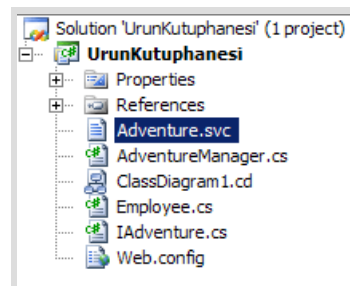 Solution 'UrunKutuphanesi' (1 project)
UrunKutuphanesi
Properties
References
Adventure.svc
AdventureManager.cs
ClassDiagram1.cd
Employee.cs
IAdventure.cs
Web.config